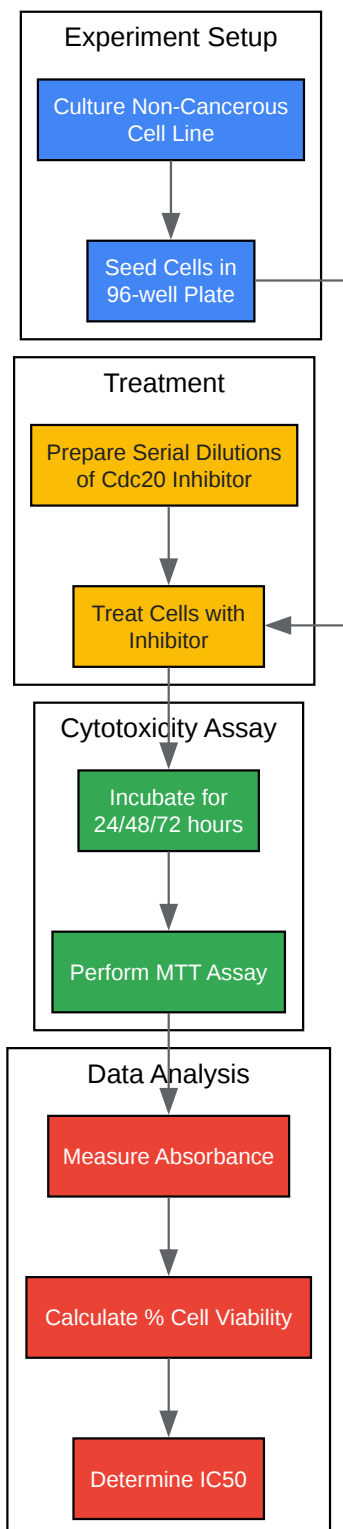 Experiment Setup
Culture Non-Cancerous
Cell Line
Seed Cells in
96-well Plate
Treatment
Prepare Serial Dilutions
of Cdc20 Inhibitor
Treat Cells with
Inhibitor
Cytotoxicity Assay
Incubate for
24/48/72 hours
Perform MTT Assay
Data Analysis
Measure Absorbance
Calculate % Cell Viability
Determine IC50